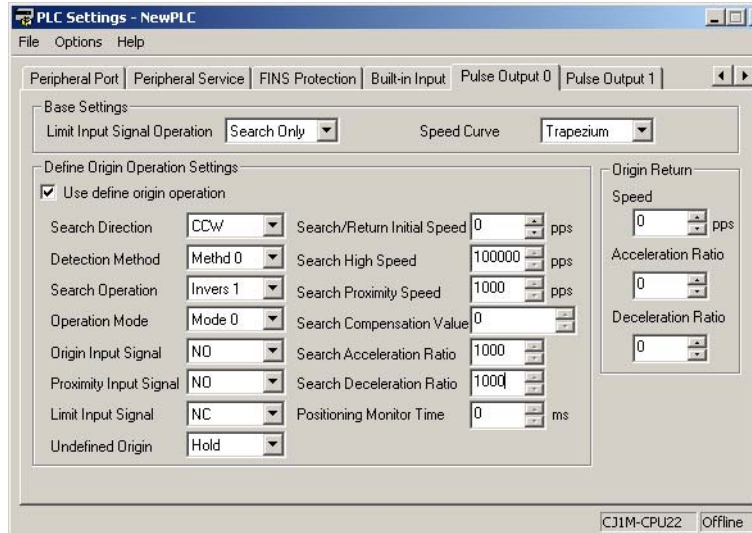 PLC Settings - NewPLC
File Options Help
Peripheral Port Peripheral Service FINS Protection Built-in Input Pulse Output 0 Pulse Output 1
Base Settings
Limit Input Signal Operation Search Only Speed Curve Trapezium
Define Origin Operation Settings
Use define origin operation
Search Direction CCW Search/Return Initial Speed 0 pps
Detection Method Methd 0 Search High Speed 100000 pps
Search Operation Invers 1 Search Proximity Speed 1000 pps
Operation Mode Mode 0 Search Compensation Value 0
Origin Input Signal NO Search Acceleration Ratio 1000
Proximity Input Signal NO Search Deceleration Ratio 1000
Limit Input Signal NC Positioning Monitor Time 0 ms
Undefined Origin Hold
Origin Return
Speed
0 pps
Acceleration Ratio
0
Deceleration Ratio
0
CJ1M-CPU22 Offline